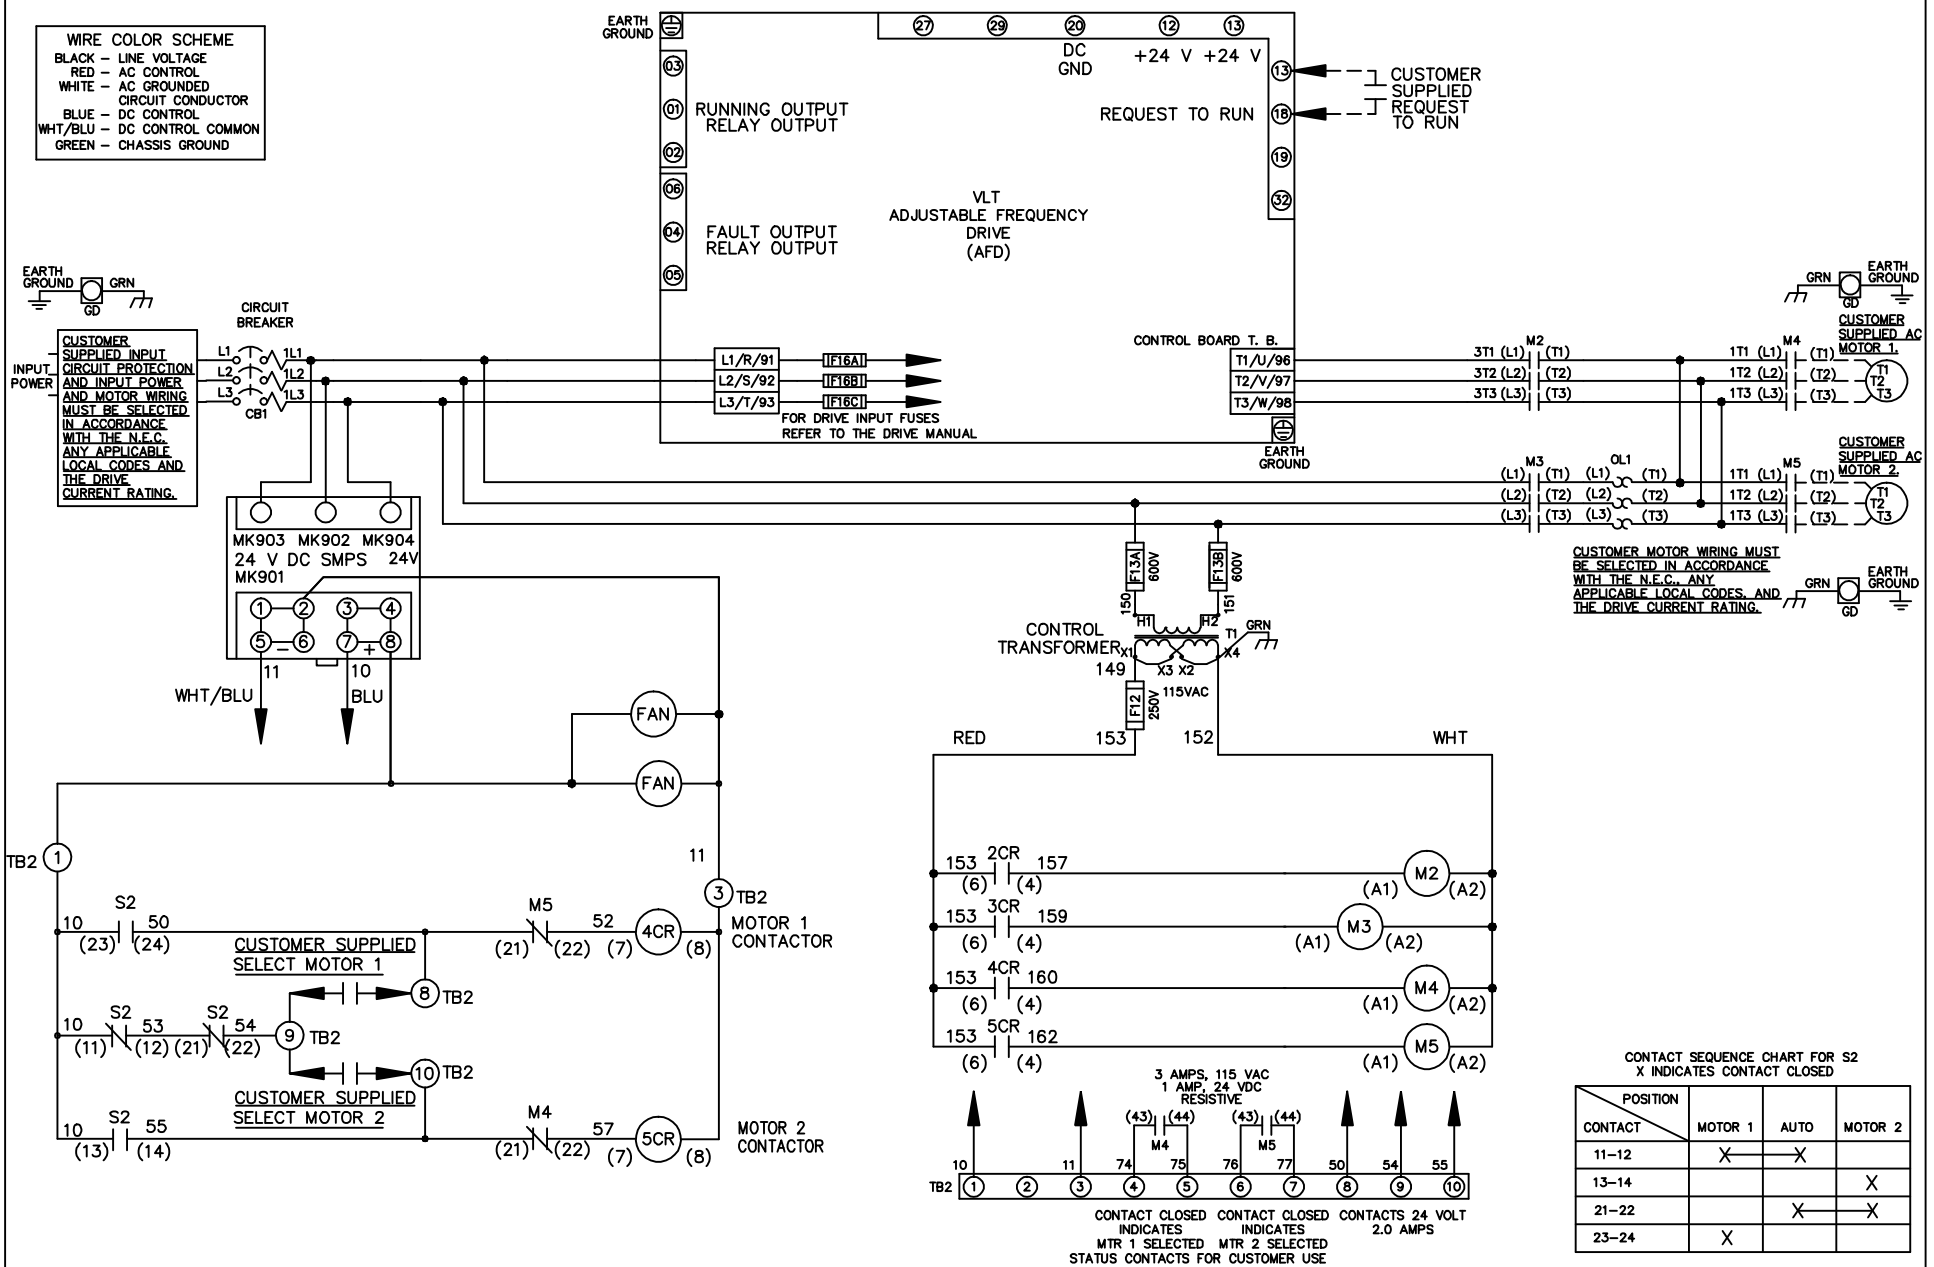 WIRE COLOR SCHEME
BLACK – LINE VOLTAGE
RED – AC CONTROL
WHITE – AC GROUNDED
CIRCUIT CONDUCTOR
BLUE – DC CONTROL
WHT/BLU – DC CONTROL COMMON
GREEN – CHASSIS GROUND
EARTH
GROUND
03
01
02
RUNNING OUTPUT
RELAY OUTPUT
06
04
05
FAULT OUTPUT
RELAY OUTPUT
27 29 20 12 13
DC
GND
+24 V +24 V
13
18
19
32
REQUEST TO RUN
CUSTOMER
SUPPLIED
REQUEST
TO RUN
VLT
ADJUSTABLE FREQUENCY
DRIVE
(AFD)
EARTH
GROUND
GRN
GD
CIRCUIT
BREAKER
INPUT
POWER
CUSTOMER
SUPPLIED INPUT
CIRCUIT PROTECTION
AND INPUT POWER
AND MOTOR WIRING
MUST BE SELECTED
IN ACCORDANCE
WITH THE N.E.C.
ANY APPLICABLE
LOCAL CODES AND
THE DRIVE
CURRENT RATING.
L1 1L1
L2 1L2
L3 1L3
CB1
L1/R/91 F16A
L2/S/92 F16B
L3/T/93 F16C
FOR DRIVE INPUT FUSES
REFER TO THE DRIVE MANUAL
CONTROL BOARD T. B.
T1/U/96
T2/V/97
T3/W/98
EARTH
GROUND
M2
3T1 (L1) (T1)
3T2 (L2) (T2)
3T3 (L3) (T3)
M4
1T1 (L1) (T1)
1T2 (L2) (T2)
1T3 (L3) (T3)
GRN
GD
EARTH
GROUND
CUSTOMER
SUPPLIED AC
MOTOR 1.
T1
T2
T3
M3 OL1
(L1) (T1) (L1) (T1)
(L2) (T2) (L2) (T2)
(L3) (T3) (L3) (T3)
M5
1T1 (L1) (T1)
1T2 (L2) (T2)
1T3 (L3) (T3)
CUSTOMER
SUPPLIED AC
MOTOR 2.
T1
T2
T3
CUSTOMER MOTOR WIRING MUST
BE SELECTED IN ACCORDANCE
WITH THE N.E.C., ANY
APPLICABLE LOCAL CODES, AND
THE DRIVE CURRENT RATING.
GRN
GD
EARTH
GROUND
MK903 MK902 MK904
24 V DC SMPS 24V
MK901
1 2 3 4
5 – 6 7 + 8
11 10
WHT/BLU BLU
FAN
FAN
F13A 600V F13B 600V
150 151
H1 H2
CONTROL
TRANSFORMER
T1
GRN
X1 X3 X2 X4
149
F12 250V
115VAC
153 152
RED WHT
TB2 1
11
3 TB2
S2
10 50
(23) (24)
M5
52
(21) (22) (7) 4CR (8)
MOTOR 1
CONTACTOR
CUSTOMER SUPPLIED
SELECT MOTOR 1
8 TB2
S2 S2
10 53 54
(11) (12) (21) (22)
9 TB2
10 TB2
CUSTOMER SUPPLIED
SELECT MOTOR 2
S2
10 55
(13) (14)
M4
57
(21) (22) (7) 5CR (8)
MOTOR 2
CONTACTOR
2CR
153 157
(6) (4) (A1) M2 (A2)
3CR
153 159
(6) (4) (A1) M3 (A2)
4CR
153 160
(6) (4) (A1) M4 (A2)
5CR
153 162
(6) (4) (A1) M5 (A2)
3 AMPS, 115 VAC
1 AMP, 24 VDC
RESISTIVE
(43) (44) (43) (44)
M4 M5
10 11 74 75 76 77 50 54 55
TB2 1 2 3 4 5 6 7 8 9 10
CONTACT CLOSED
INDICATES
MTR 1 SELECTED
CONTACT CLOSED
INDICATES
MTR 2 SELECTED
STATUS CONTACTS FOR CUSTOMER USE
CONTACTS 24 VOLT
2.0 AMPS
CONTACT SEQUENCE CHART FOR S2
X INDICATES CONTACT CLOSED
POSITION
CONTACT MOTOR 1 AUTO MOTOR 2
11–12 X X
13–14 X
21–22 X X
23–24 X